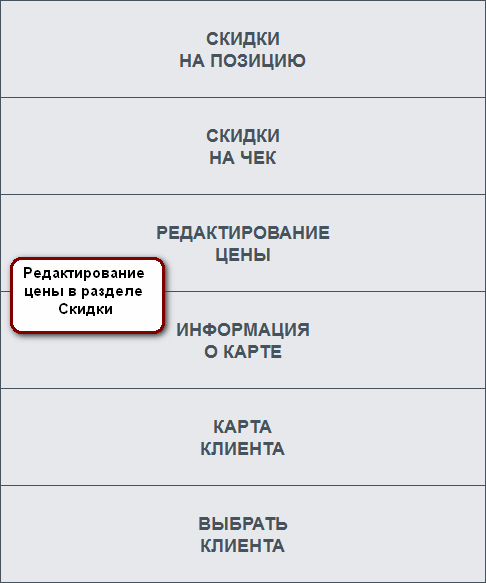 СКИДКИ
НА ПОЗИЦИЮ
СКИДКИ
НА ЧЕК
РЕДАКТИРОВАНИЕ
ЦЕНЫ
Редактирование
цены в разделе
Скидки
ИНФОРМАЦИЯ
О КАРТЕ
КАРТА
КЛИЕНТА
ВЫБРАТЬ
КЛИЕНТА